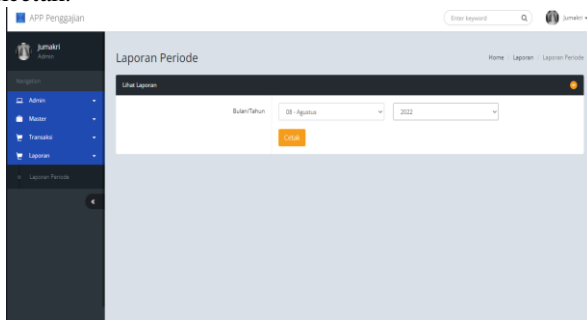 APP Penggajian
Enter keyword
jumakri
jumakri
Admin
Navigation
Laporan Periode
Home
Laporan
Laporan Periode
Lihat Laporan
Admin
Master
Transaksi
Laporan
Laporan Periode
Bulan/Tahun
08 - Agustus
2022
Cetak